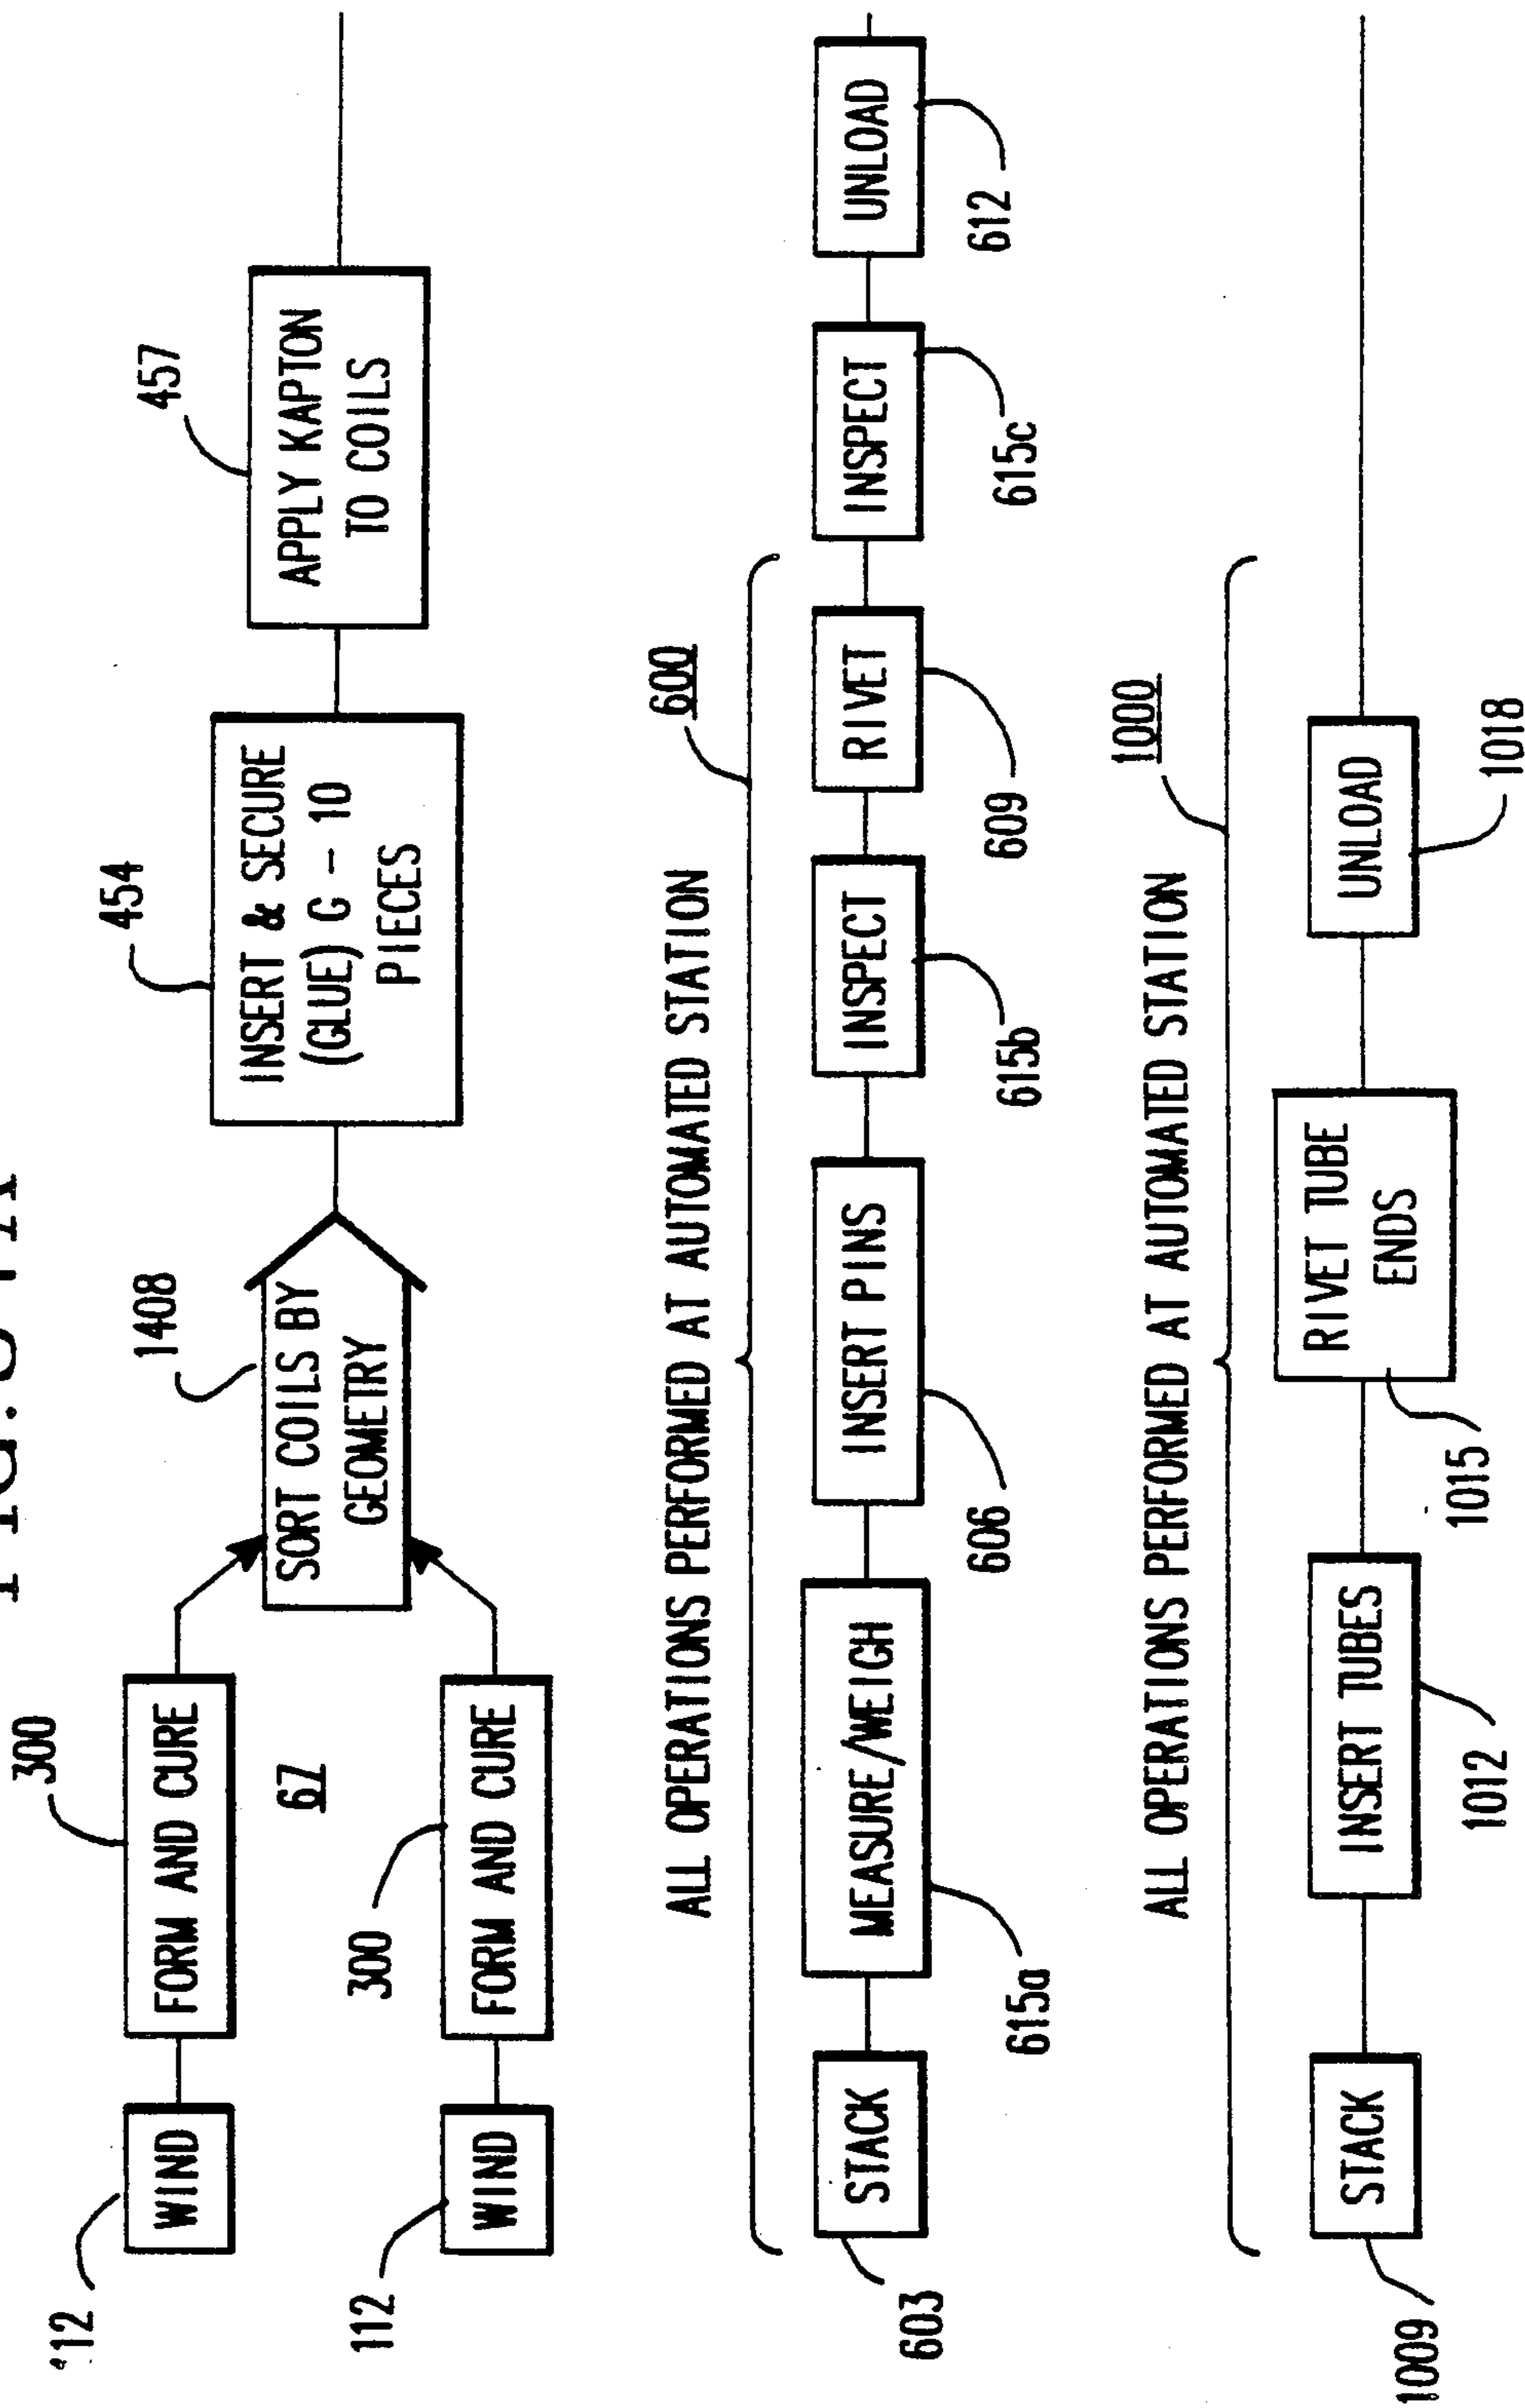 112
WIND
300
FORM AND CURE
67
112
WIND
300
FORM AND CURE
1408
SORT COILS BY
GEOMETRY
454
INSERT & SECURE
(GLUE) G - 10
PIECES
457
APPLY KAPTON
TO COILS
ALL OPERATIONS PERFORMED AT AUTOMATED STATION
600
STACK
603
MEASURE/WEIGH
615a
INSERT PINS
606
INSPECT
615b
RIVET
609
INSPECT
615c
UNLOAD
612
ALL OPERATIONS PERFORMED AT AUTOMATED STATION
1000
STACK
1009
INSERT TUBES
1012
RIVET TUBE
ENDS
1015
UNLOAD
1018